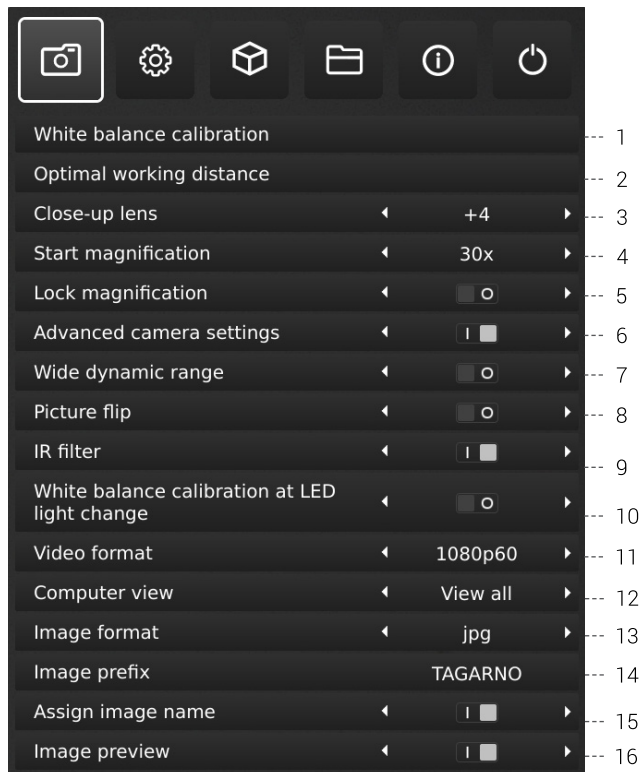 White balance calibration 1
Optimal working distance 2
Close-up lens +4 3
Start magnification 30x 4
Lock magnification O 5
Advanced camera settings I 6
Wide dynamic range O 7
Picture flip O 8
IR filter I 9
White balance calibration at LED
light change O 10
Video format 1080p60 11
Computer view View all 12
Image format jpg 13
Image prefix TAGARNO 14
Assign image name I 15
Image preview I 16